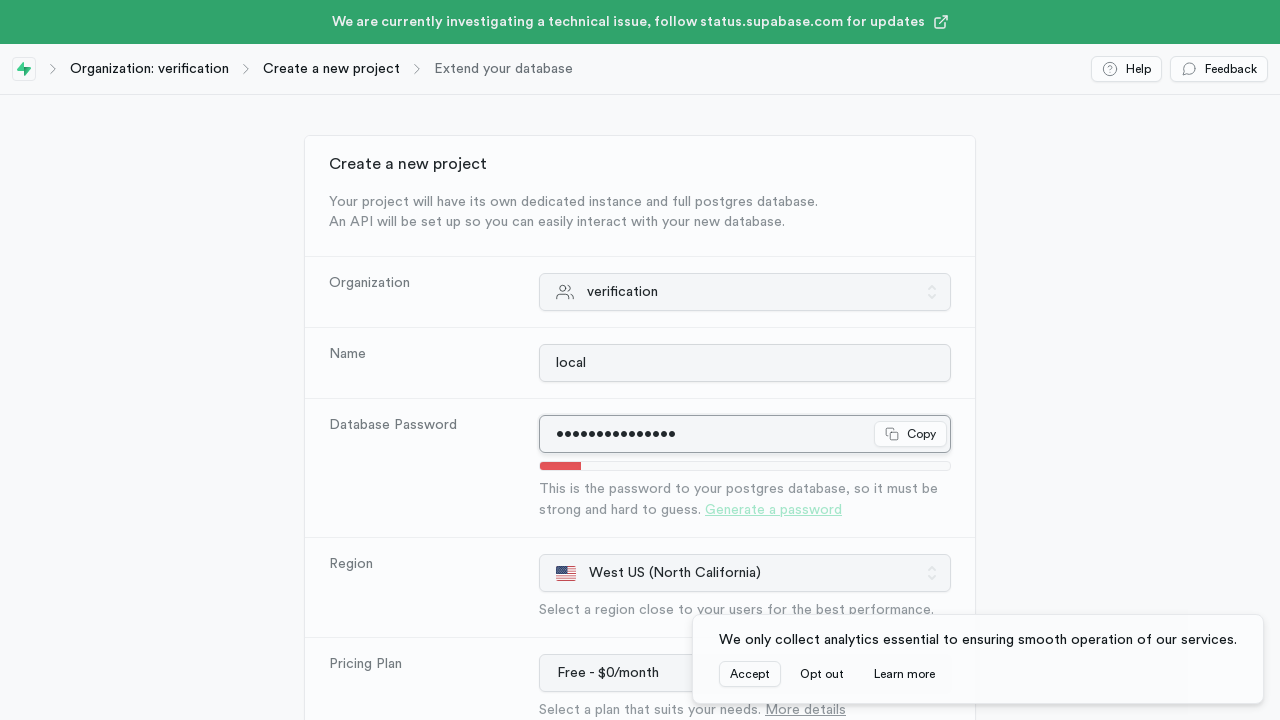 We are currently investigating a technical issue, follow status.supabase.com for updates
Organization: verification
Create a new project
Extend your database
Help
Feedback
Create a new project
Your project will have its own dedicated instance and full postgres database.
An API will be set up so you can easily interact with your new database.
Organization
verification
Name
local
Database Password
•••••••••••••••
Copy
This is the password to your postgres database, so it must be
strong and hard to guess. Generate a password
Region
West US (North California)
Select a region close to your users for the best performance.
Pricing Plan
Free - $0/month
Select a plan that suits your needs. More details
We only collect analytics essential to ensuring smooth operation of our services.
Accept
Opt out
Learn more